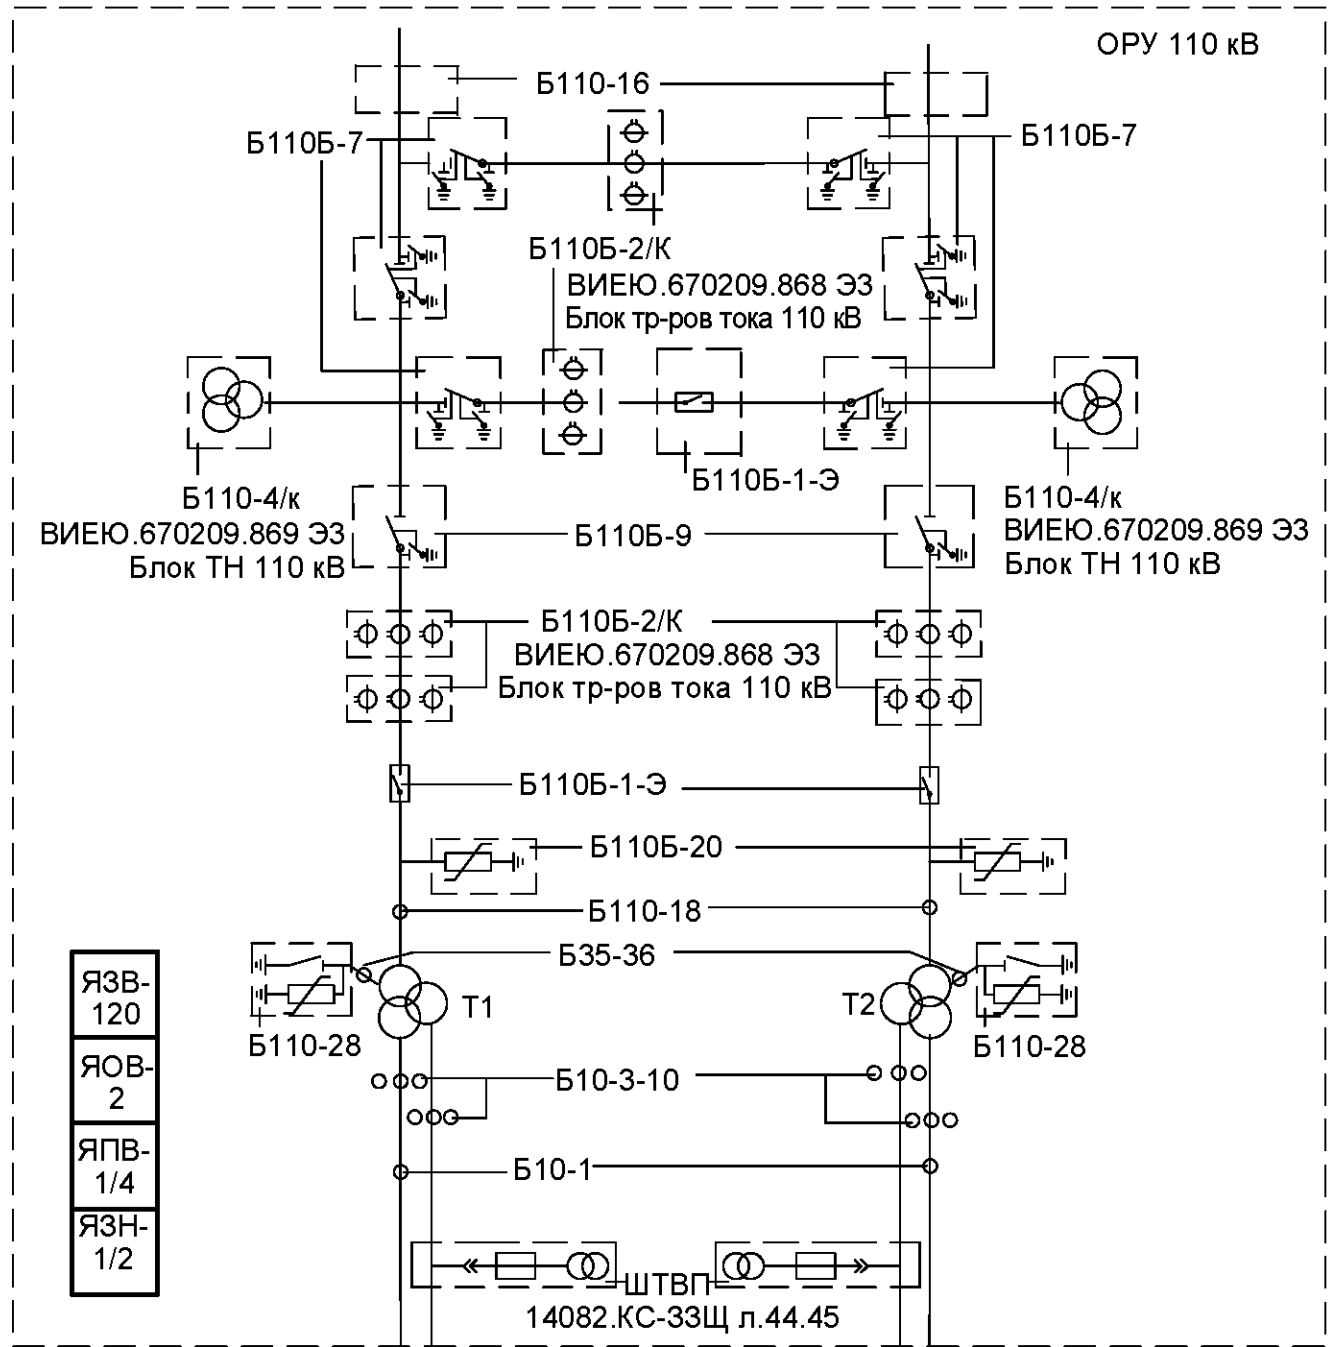 ОРУ 110 кВ
Б110-16
Б110Б-7
Б110Б-7
Б110Б-2/К
ВИЕЮ.670209.868 ЭЗ
Блок тр-ров тока 110 кВ
Б110Б-1-Э
Б110-4/к
ВИЕЮ.670209.869 ЭЗ
Блок ТН 110 кВ
Б110-4/к
ВИЕЮ.670209.869 ЭЗ
Блок ТН 110 кВ
Б110Б-9
Б110Б-2/К
ВИЕЮ.670209.868 ЭЗ
Блок тр-ров тока 110 кВ
Б110Б-1-Э
Б110Б-20
Б110-18
Б35-36
Т1
Т2
Б110-28
Б110-28
ЯЗВ-
120
ЯОВ-
2
ЯПВ-
1/4
ЯЗН-
1/2
Б10-3-10
Б10-1
ШТВП
14082.КС-33Щ л.44.45